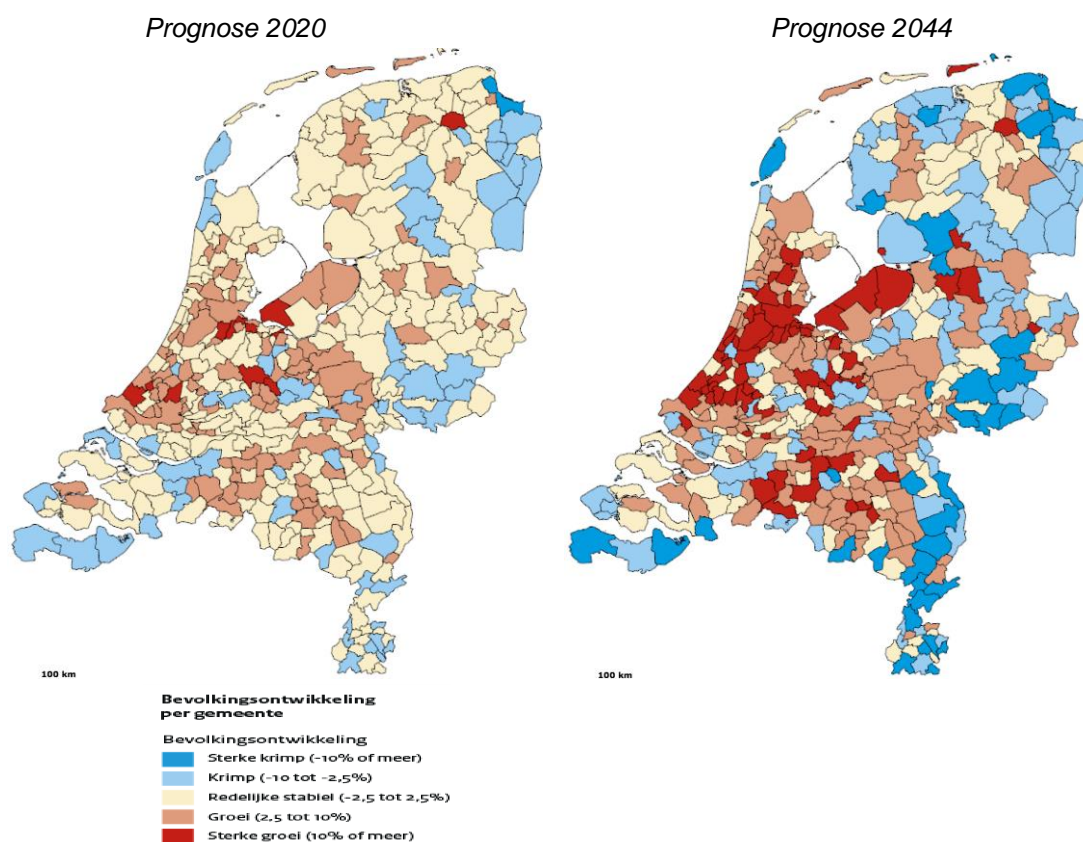 Prognose 2020
Prognose 2044
100 km
100 km
Bevolkingsontwikkeling
per gemeente
Bevolkingsontwikkeling
Sterke krimp (-10% of meer)
Krimp (-10 tot -2,5%)
Redelijke stabiel (-2,5 tot 2,5%)
Groei (2,5 tot 10%)
Sterke groei (10% of meer)